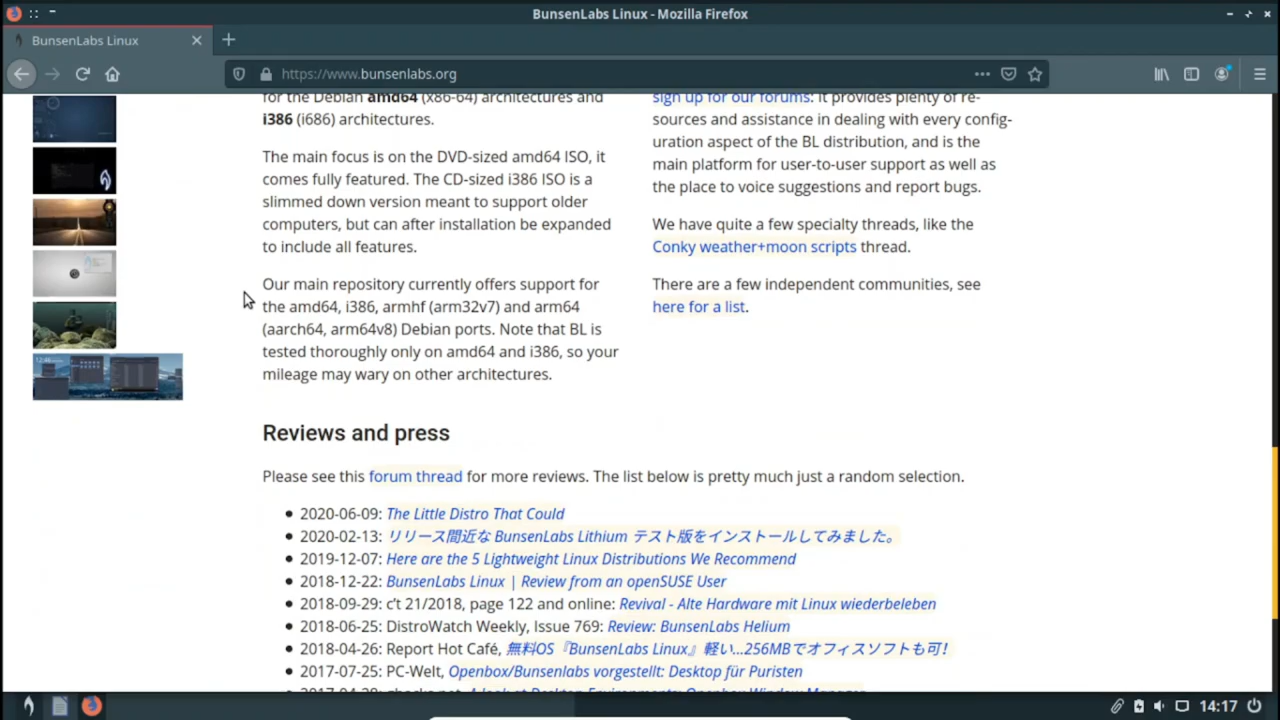 BunsenLabs Linux - Mozilla Firefox
BunsenLabs Linux
https://www.bunsenlabs.org
for the Debian amd64 (x86-64) architectures and
i386 (i686) architectures.
The main focus is on the DVD-sized amd64 ISO, it
comes fully featured. The CD-sized i386 ISO is a
slimmed down version meant to support older
computers, but can after installation be expanded
to include all features.
Our main repository currently offers support for
the amd64, i386, armhf (arm32v7) and arm64
(aarch64, arm64v8) Debian ports. Note that BL is
tested thoroughly only on amd64 and i386, so your
mileage may wary on other architectures.
sign up for our forums: it provides plenty of re-
sources and assistance in dealing with every config-
uration aspect of the BL distribution, and is the
main platform for user-to-user support as well as
the place to voice suggestions and report bugs.
We have quite a few specialty threads, like the
Conky weather+moon scripts thread.
There are a few independent communities, see
here for a list.
Reviews and press
Please see this forum thread for more reviews. The list below is pretty much just a random selection.
2020-06-09: The Little Distro That Could
2020-02-13: リリース間近な BunsenLabs Lithium テスト版をインストールしてみました。
2019-12-07: Here are the 5 Lightweight Linux Distributions We Recommend
2018-12-22: BunsenLabs Linux | Review from an openSUSE User
2018-09-29: c't 21/2018, page 122 and online: Revival - Alte Hardware mit Linux wiederbeleben
2018-06-25: DistroWatch Weekly, Issue 769: Review: BunsenLabs Helium
2018-04-26: Report Hot Café, 無料OS『BunsenLabs Linux』軽い...256MBでオフィスソフトも可!
2017-07-25: PC-Welt, Openbox/Bunsenlabs vorgestellt: Desktop für Puristen
2017-04-28: ghacks.net, A look at Desktop Environments: Openbox Window Manager
14:17